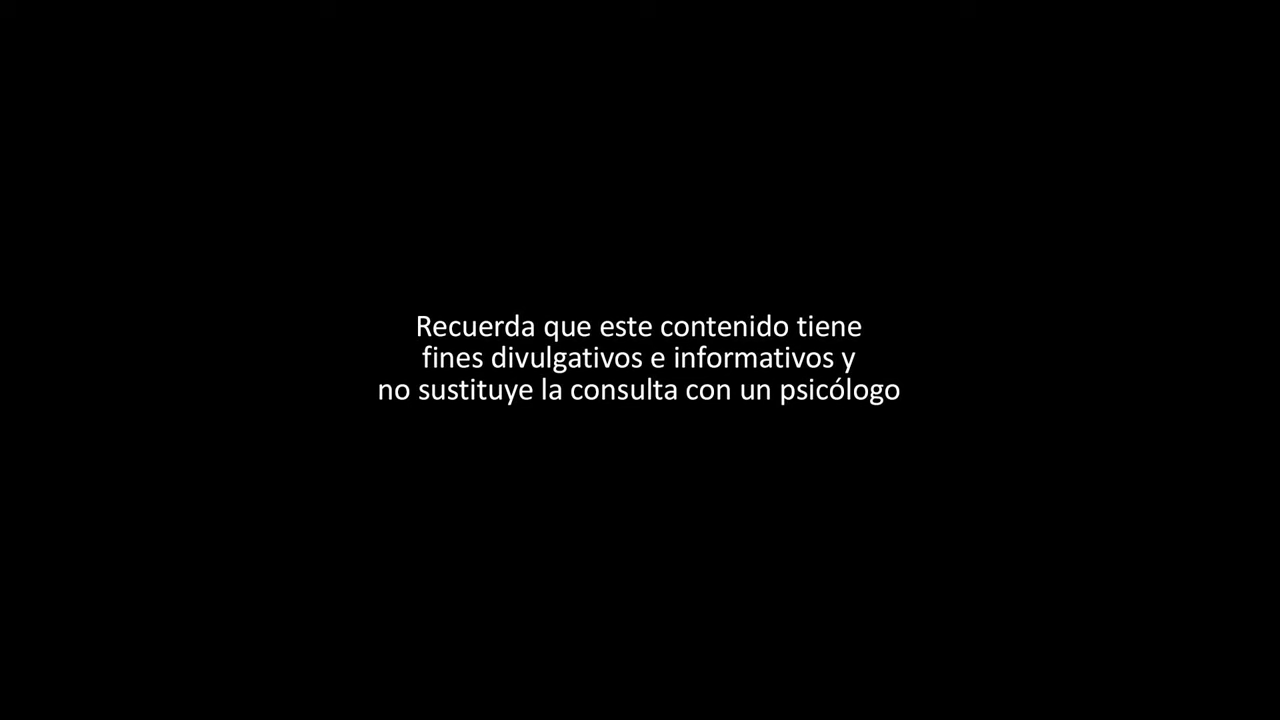 Recuerda que este contenido tiene
fines divulgativos e informativos y
no sustituye la consulta con un psicólogo